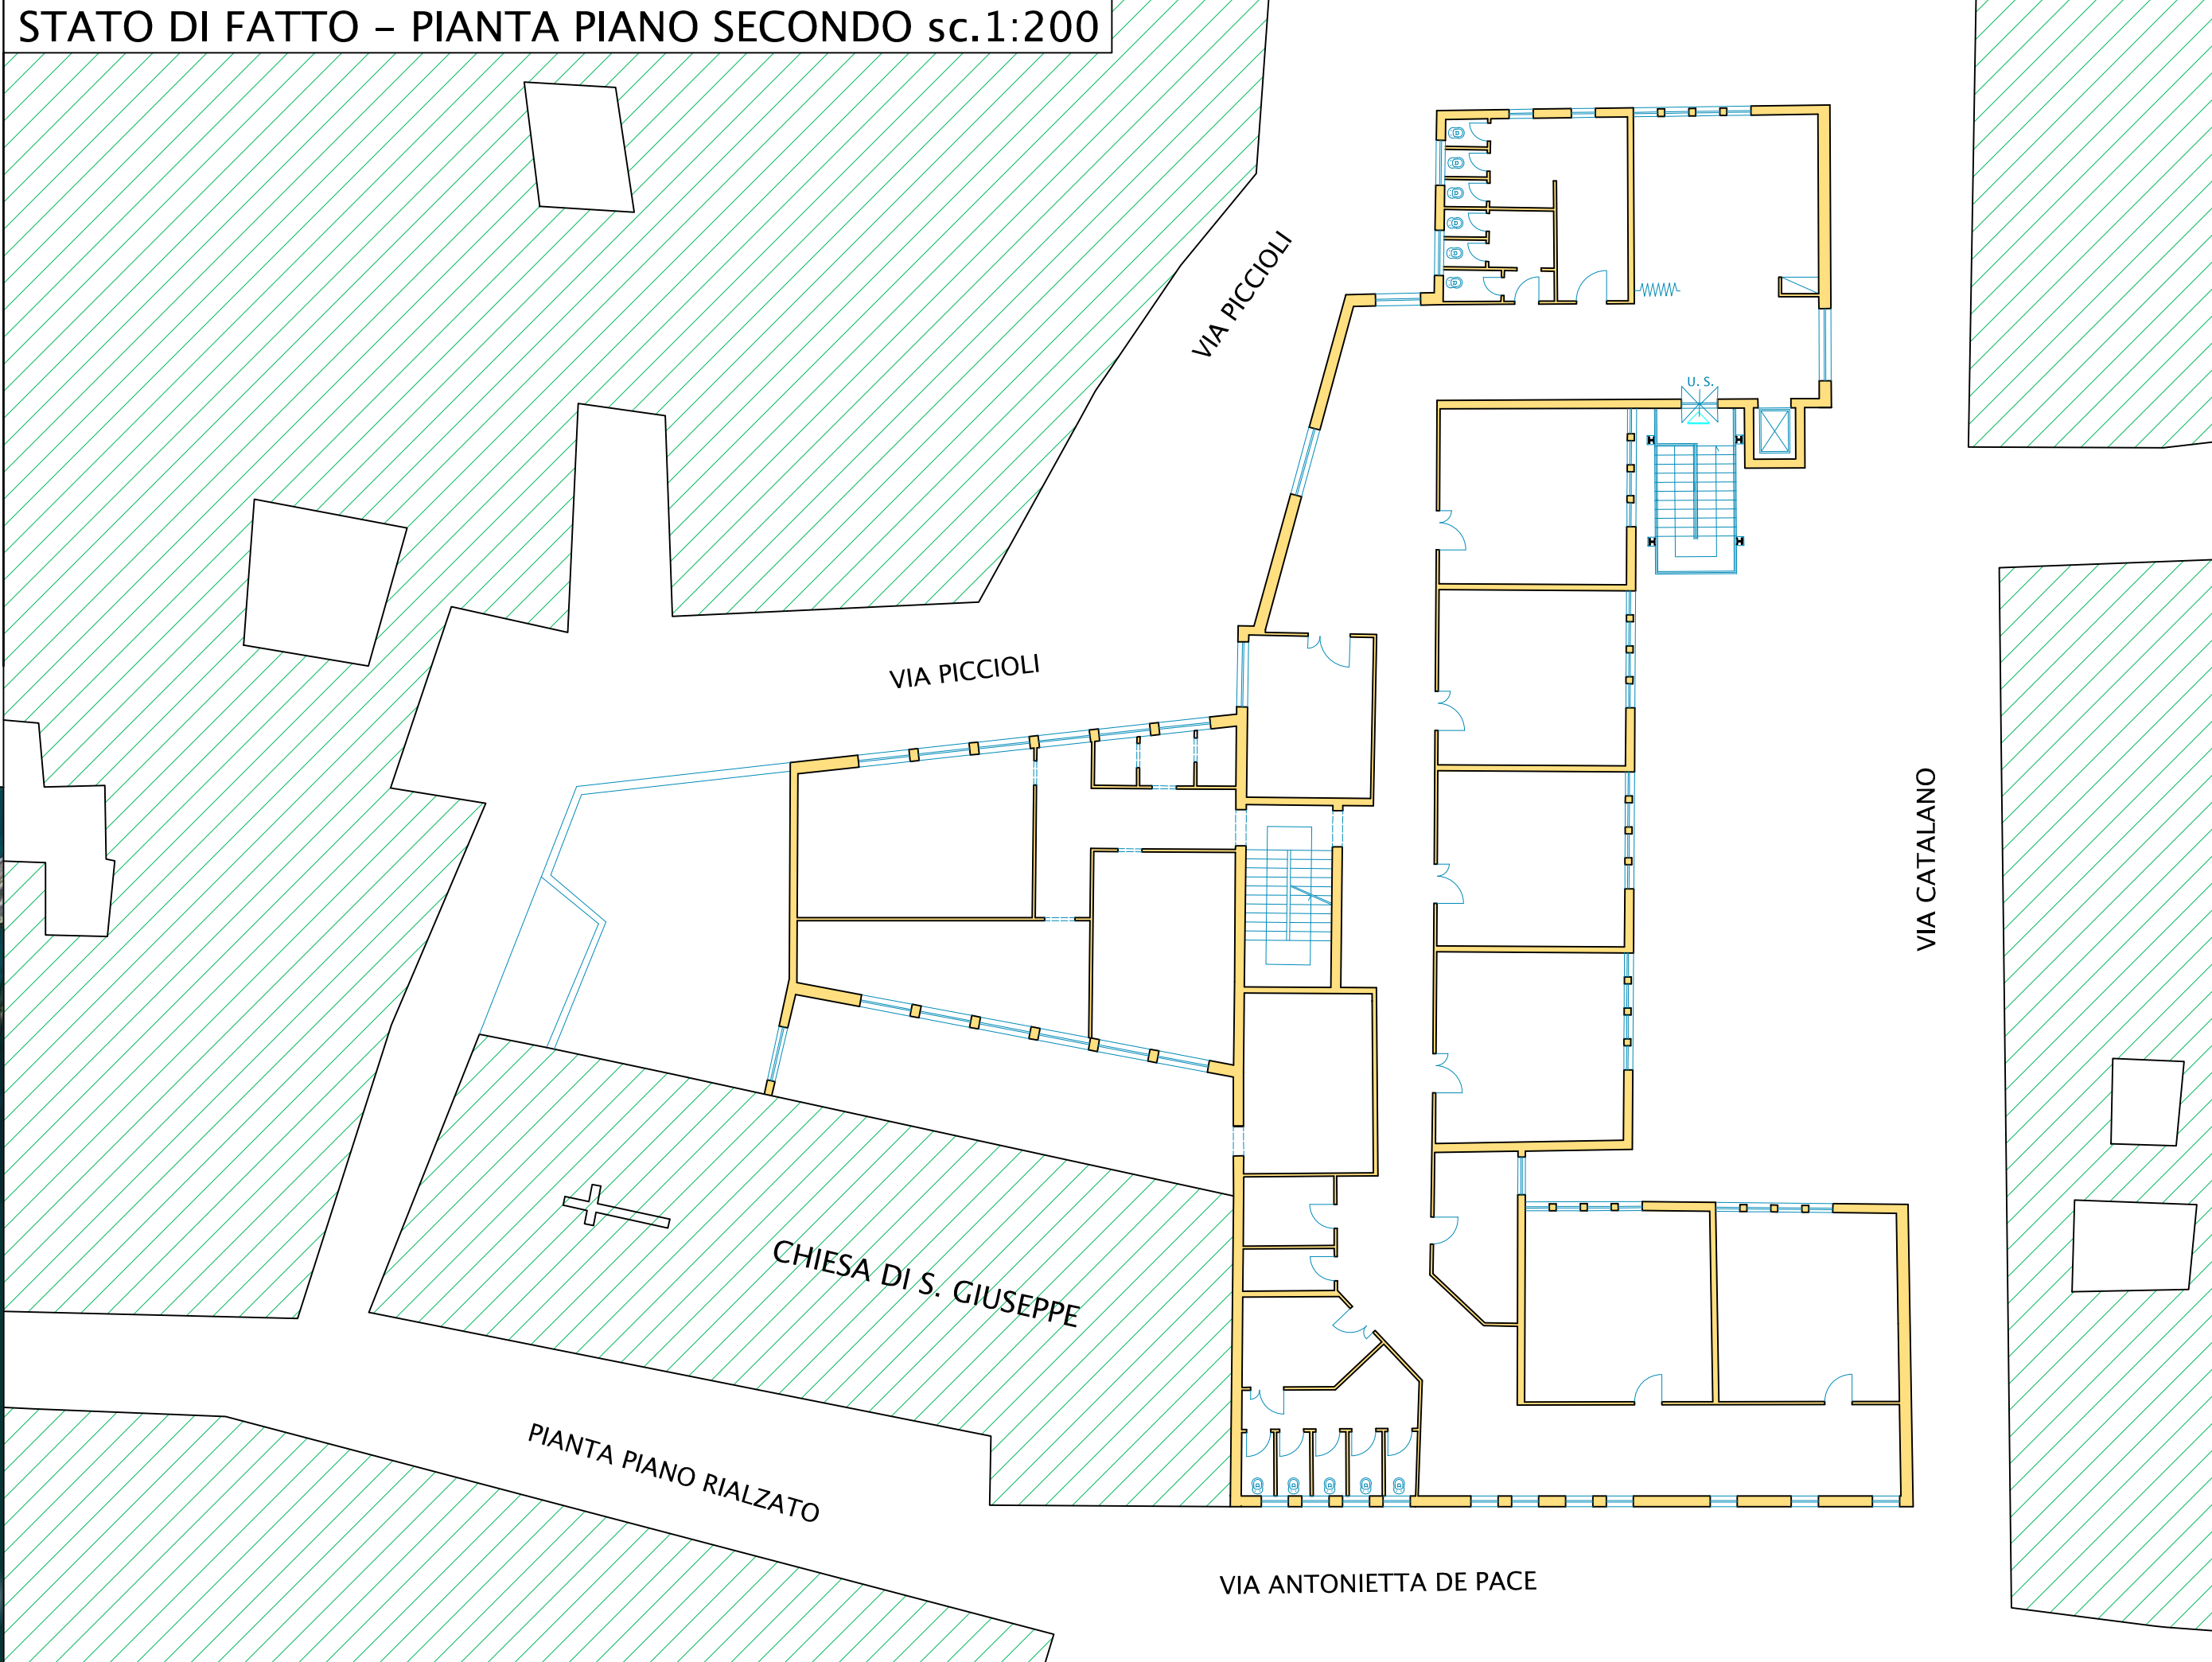 STATO DI FATTO – PIANTA PIANO SECONDO sc.1:200
VIA PICCIOLI
U. S.
VIA PICCIOLI
VIA CATALANO
CHIESA DI S. GIUSEPPE
PIANTA PIANO RIALZATO
VIA ANTONIETTA DE PACE